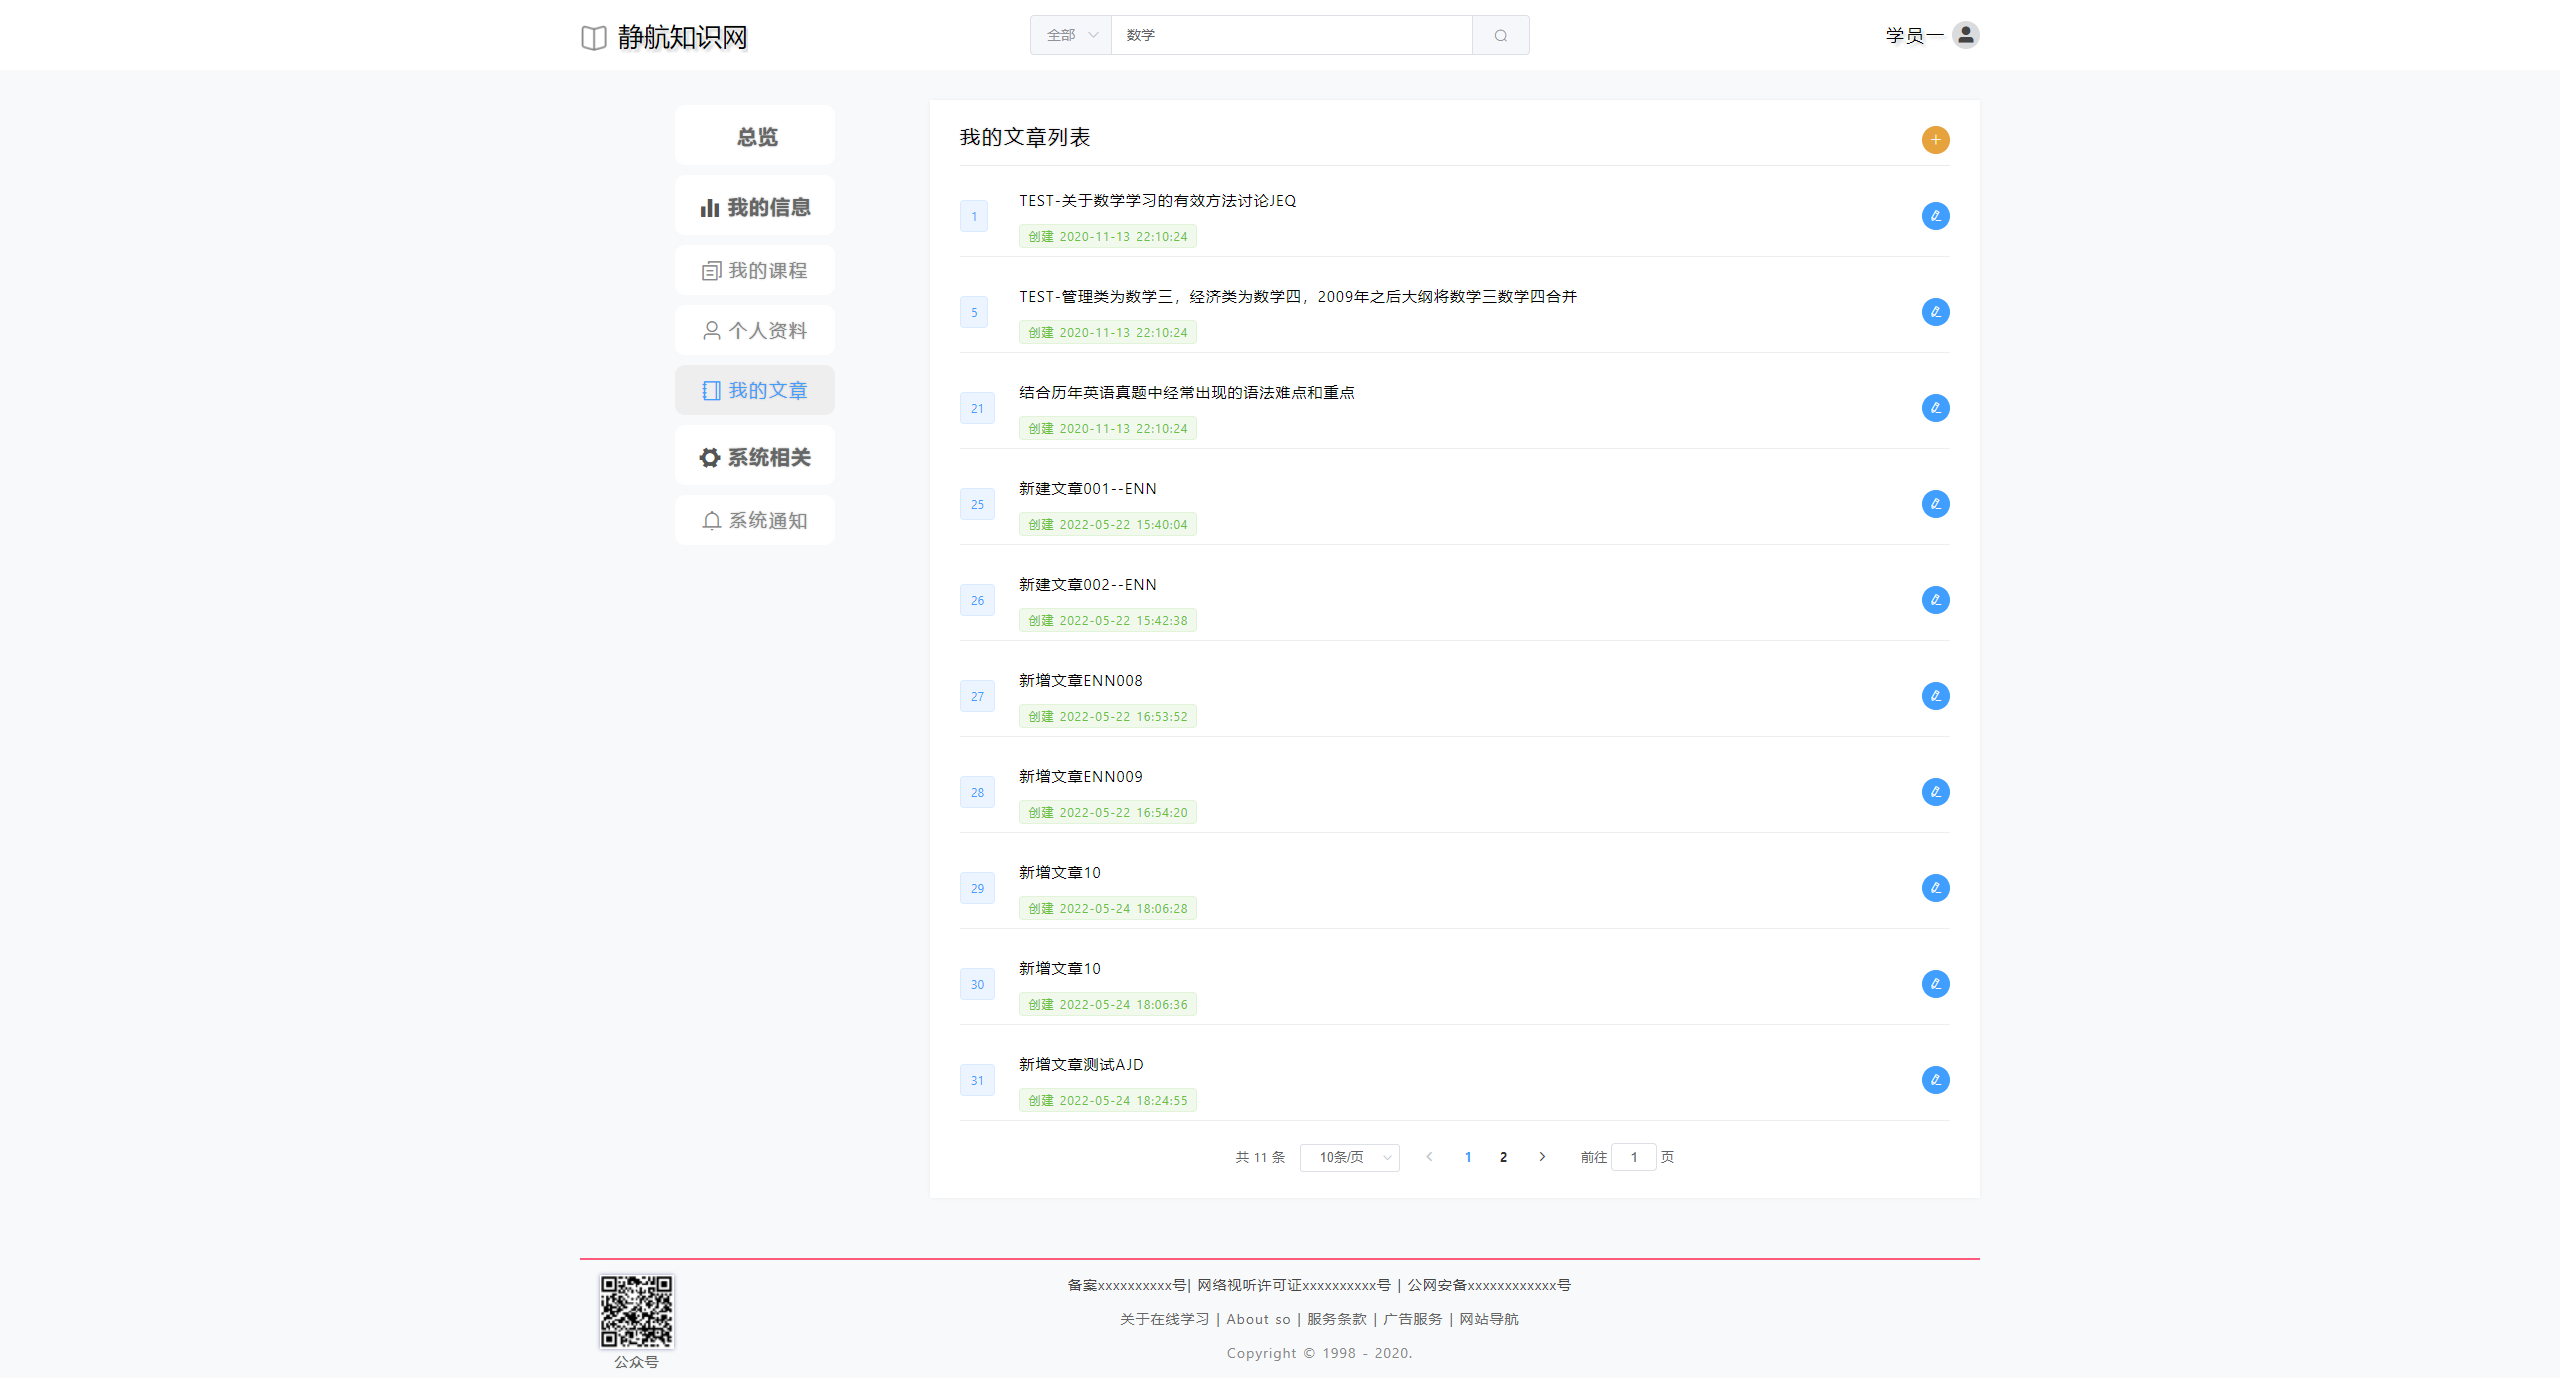 静航知识网
全部 数学
学员一
总览
我的信息
我的课程
个人资料
我的文章
系统相关
系统通知
我的文章列表
1
TEST-关于数学学习的有效方法讨论JEQ
创建 2020-11-13 22:10:24
5
TEST-管理类为数学三，经济类为数学四，2009年之后大纲将数学三数学四合并
创建 2020-11-13 22:10:24
21
结合历年英语真题中经常出现的语法难点和重点
创建 2020-11-13 22:10:24
25
新建文章001--ENN
创建 2022-05-22 15:40:04
26
新建文章002--ENN
创建 2022-05-22 15:42:38
27
新增文章ENN008
创建 2022-05-22 16:53:52
28
新增文章ENN009
创建 2022-05-22 16:54:20
29
新增文章10
创建 2022-05-24 18:06:28
30
新增文章10
创建 2022-05-24 18:06:36
31
新增文章测试AJD
创建 2022-05-24 18:24:55
共 11 条 10条/页 1 2 前往 1 页
备案xxxxxxxxxx号| 网络视听许可证xxxxxxxxxx号 | 公网安备xxxxxxxxxxxx号
关于在线学习 | About so | 服务条款 | 广告服务 | 网站导航
Copyright © 1998 - 2020.
公众号